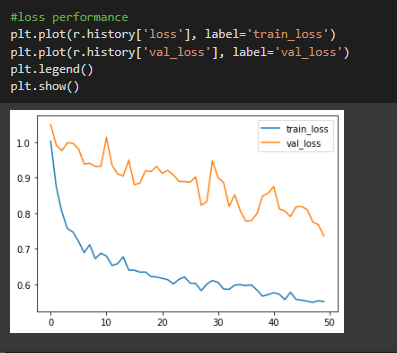 #loss performance
plt.plot(r.history['loss'], label='train_loss')
plt.plot(r.history['val_loss'], label='val_loss')
plt.legend()
plt.show()
train_loss
val_loss
1.0
0.9
0.8
0.7
0.6
0 10 20 30 40 50